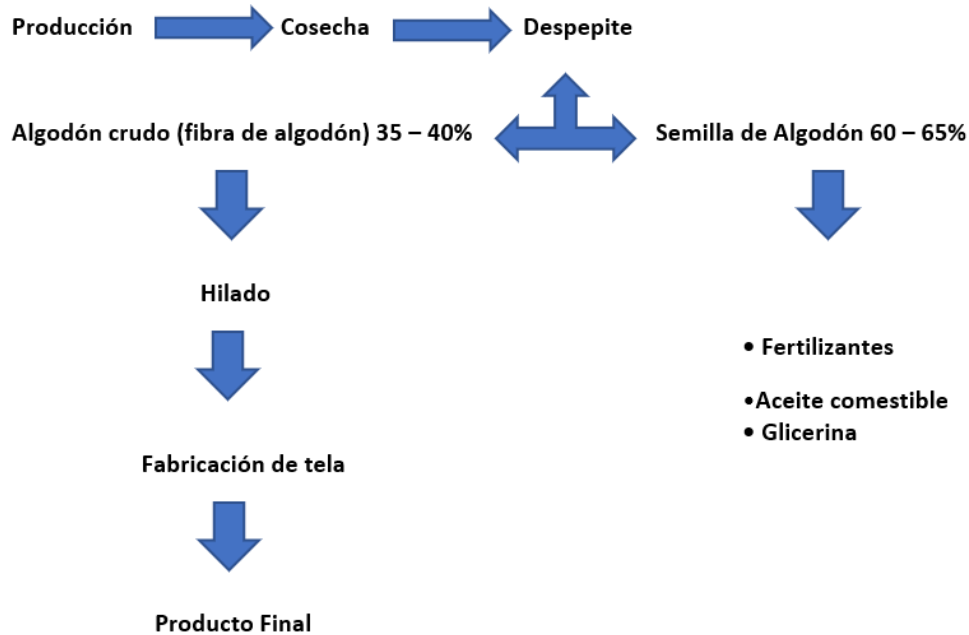 Producción Cosecha Despepite
Algodón crudo (fibra de algodón) 35 – 40% Semilla de Algodón 60 – 65%
Hilado
• Fertilizantes
•Aceite comestible
• Glicerina
Fabricación de tela
Producto Final